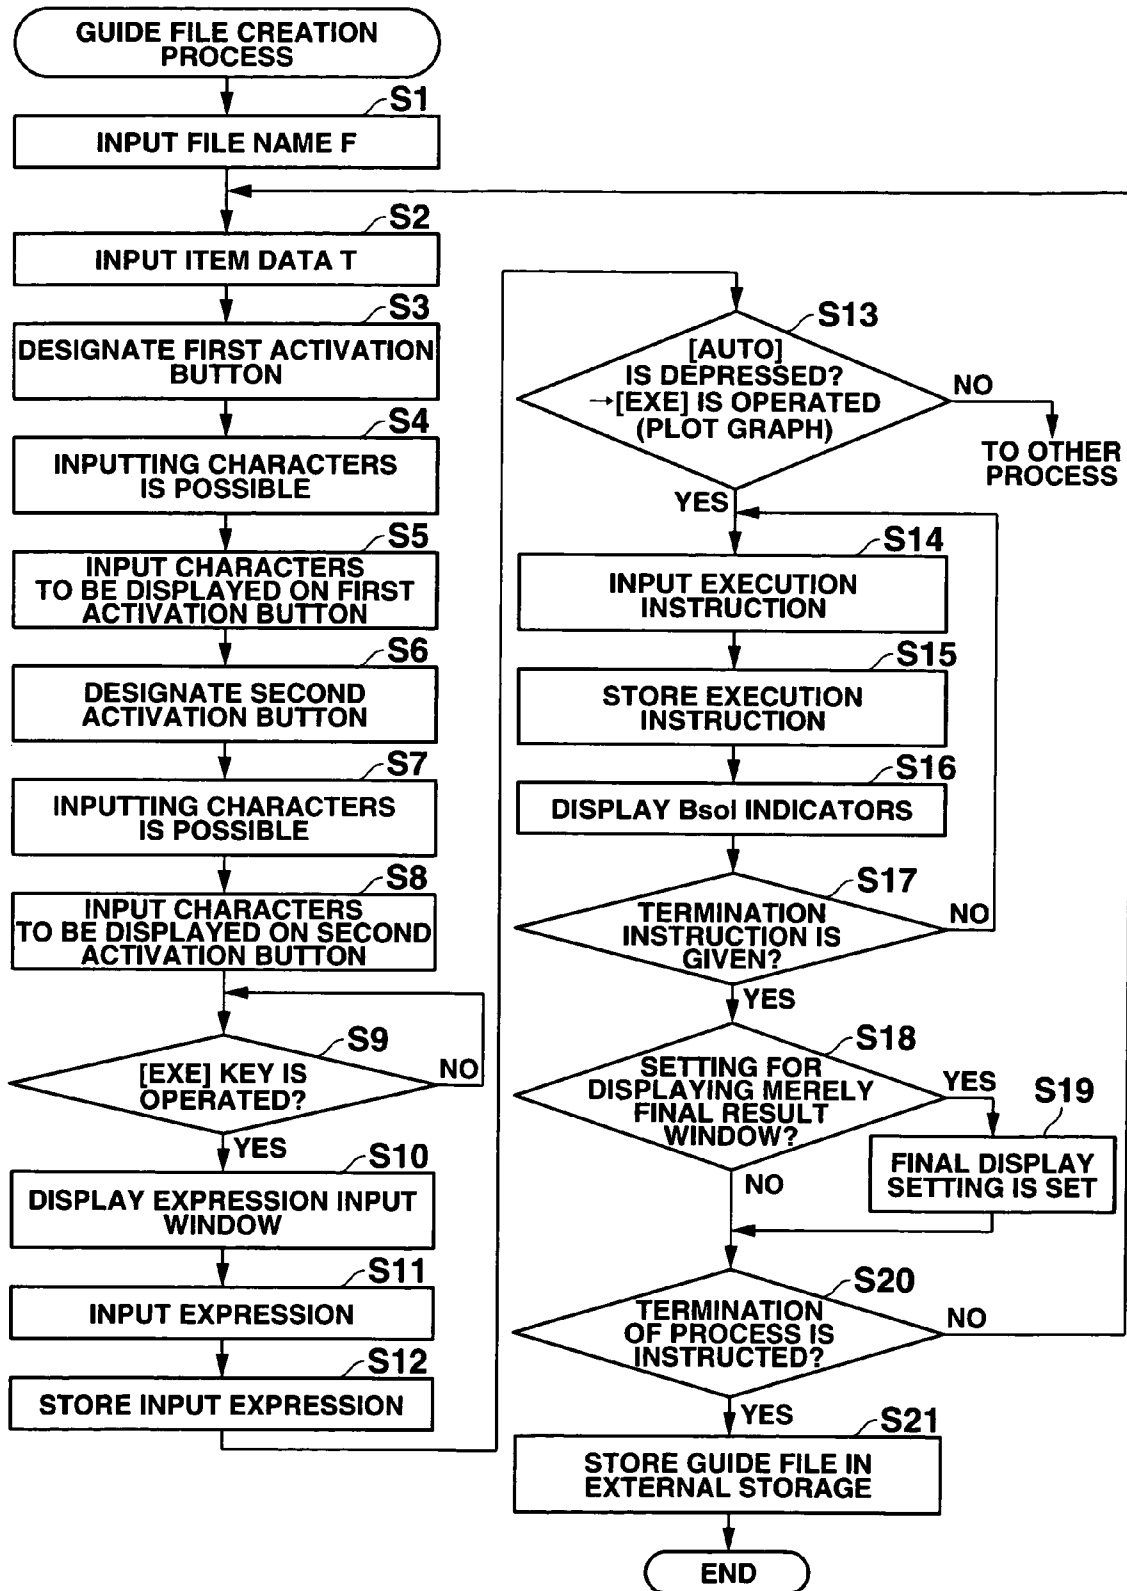 GUIDE FILE CREATION
PROCESS
S1
INPUT FILE NAME F
S2
INPUT ITEM DATA T
S3
DESIGNATE FIRST ACTIVATION
BUTTON
S4
INPUTTING CHARACTERS
IS POSSIBLE
S5
INPUT CHARACTERS
TO BE DISPLAYED ON FIRST
ACTIVATION BUTTON
S6
DESIGNATE SECOND
ACTIVATION BUTTON
S7
INPUTTING CHARACTERS
IS POSSIBLE
S8
INPUT CHARACTERS
TO BE DISPLAYED ON SECOND
ACTIVATION BUTTON
S9
[EXE] KEY IS
OPERATED?
NO
YES
S10
DISPLAY EXPRESSION INPUT
WINDOW
S11
INPUT EXPRESSION
S12
STORE INPUT EXPRESSION
S13
[AUTO]
IS DEPRESSED?
→[EXE] IS OPERATED
(PLOT GRAPH)
NO
TO OTHER
PROCESS
YES
S14
INPUT EXECUTION
INSTRUCTION
S15
STORE EXECUTION
INSTRUCTION
S16
DISPLAY Bsol INDICATORS
S17
TERMINATION
INSTRUCTION IS
GIVEN?
NO
YES
S18
SETTING FOR
DISPLAYING MERELY
FINAL RESULT
WINDOW?
YES
S19
FINAL DISPLAY
SETTING IS SET
NO
S20
TERMINATION
OF PROCESS IS
INSTRUCTED?
NO
YES
S21
STORE GUIDE FILE IN
EXTERNAL STORAGE
END